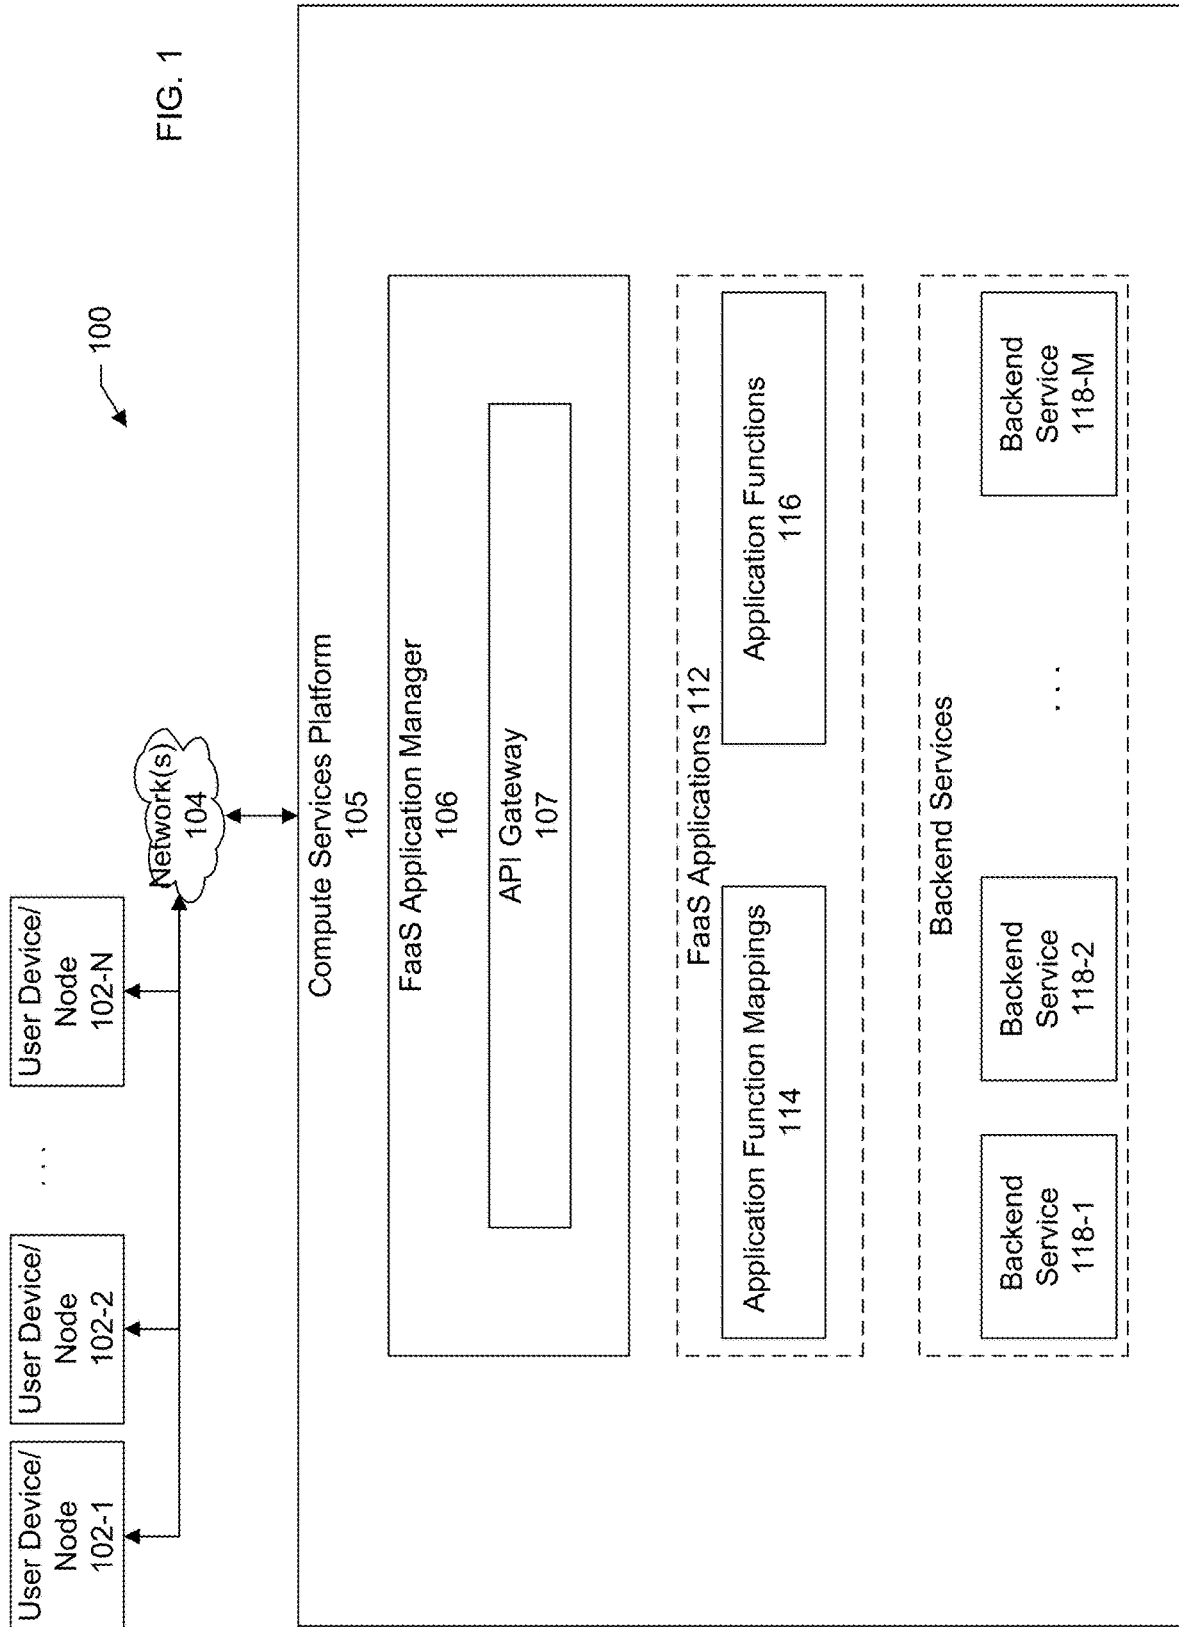 FIG. 1
100
User Device/
Node
102-1
User Device/
Node
102-2
. . .
User Device/
Node
102-N
Network(s)
104
Compute Services Platform
105
FaaS Application Manager
106
API Gateway
107
FaaS Applications 112
Application Function Mappings
114
Application Functions
116
Backend Services
Backend
Service
118-1
Backend
Service
118-2
. . .
Backend
Service
118-M